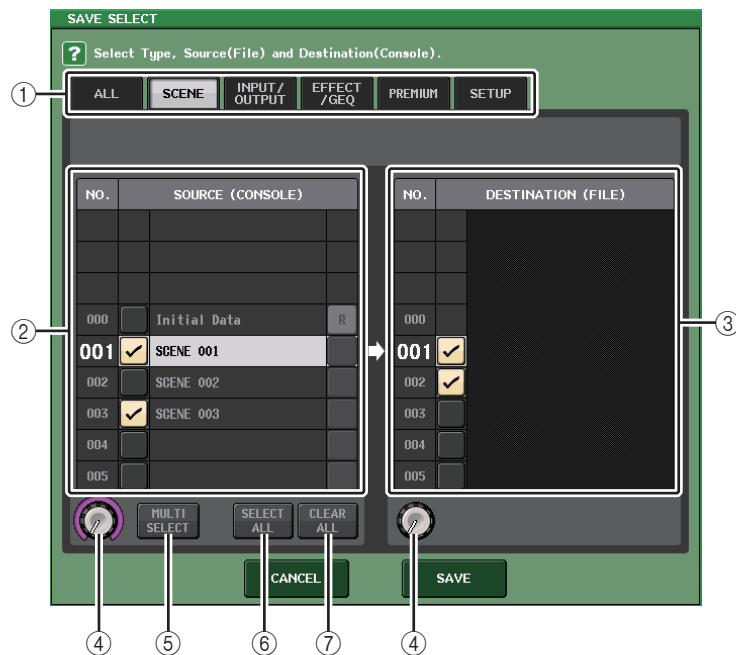 SAVE SELECT
? Select Type, Source(File) and Destination(Console).
① ALL SCENE INPUT/ OUTPUT EFFECT /GEQ PREMIUM SETUP
NO. SOURCE (CONSOLE) NO. DESTINATION (FILE)
② ③
000 Initial Data R 000
001 SCENE 001 001
002 SCENE 002 002
003 SCENE 003 003
004 004
005 005
MULTI SELECT SELECT ALL CLEAR ALL
CANCEL SAVE
④ ⑤ ⑥ ⑦ ④